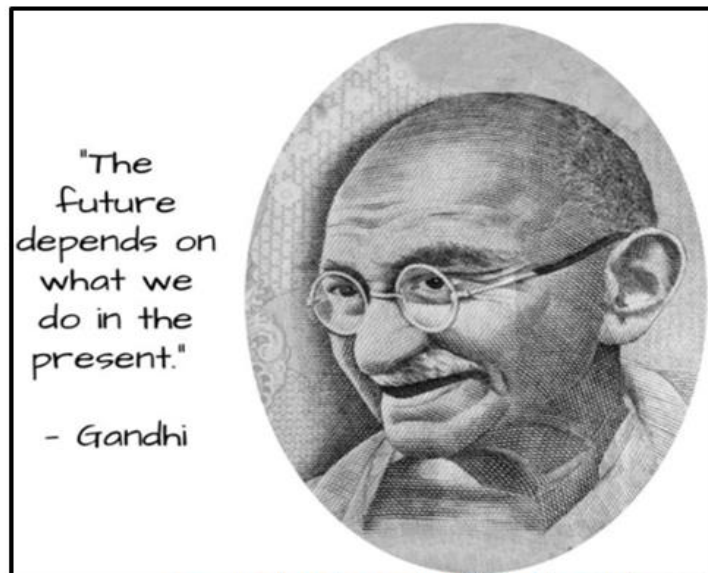 "The
future
depends on
what we
do in the
present."
- Gandhi